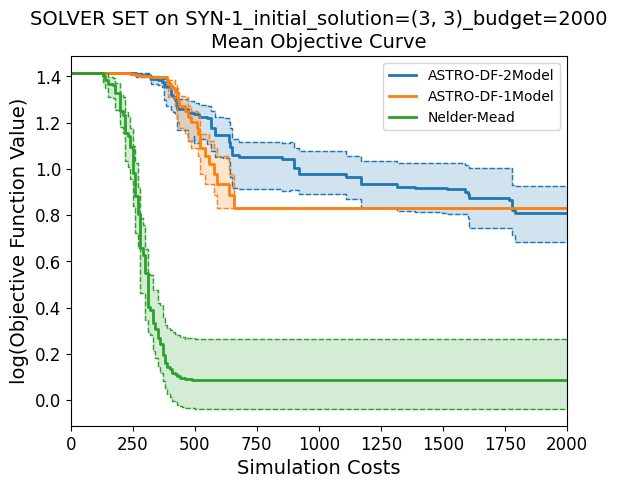 SOLVER SET on SYN-1_initial_solution=(3, 3)_budget=2000
Mean Objective Curve
log(Objective Function Value)
1.4
1.2
1.0
0.8
0.6
0.4
0.2
0.0
ASTRO-DF-2Model
ASTRO-DF-1Model
Nelder-Mead
0 250 500 750 1000 1250 1500 1750 2000
Simulation Costs